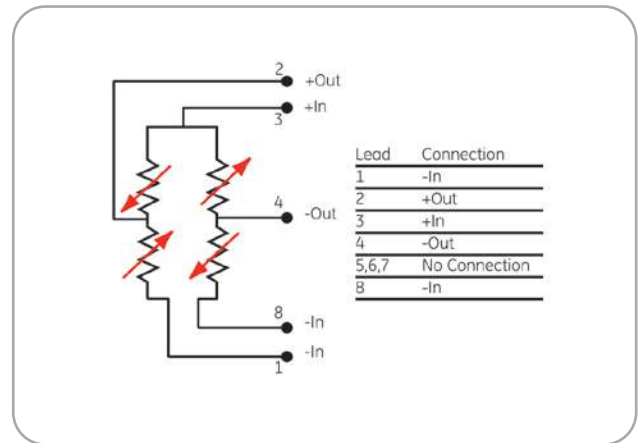 2 +Out
+In
3
4 -Out
8 -In
-In
1
Lead Connection
1 -In
2 +Out
3 +In
4 -Out
5,6,7 No Connection
8 -In